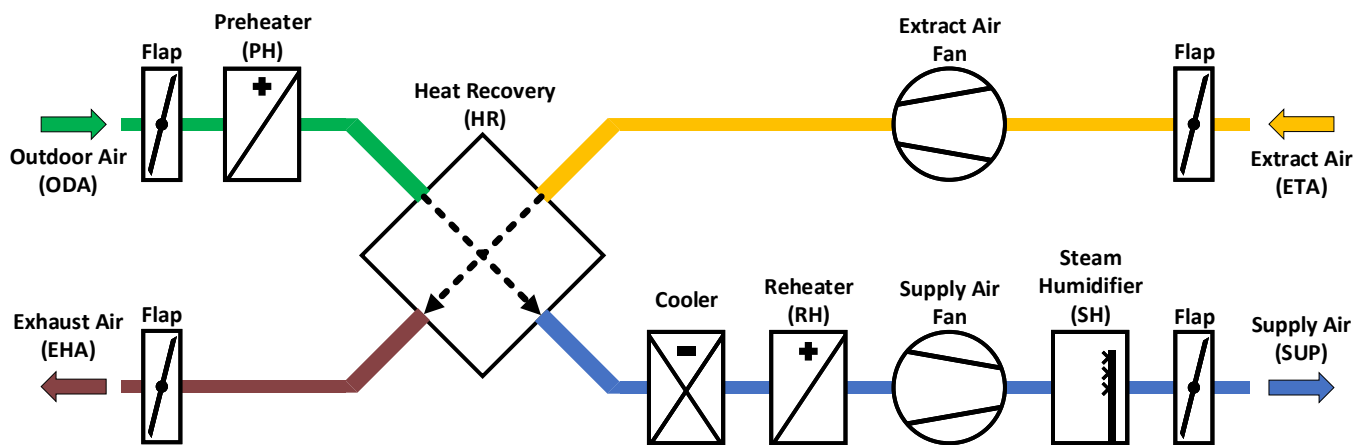 Preheater
(PH)
Flap
Outdoor Air
(ODA)
Heat Recovery
(HR)
Extract Air
Fan
Flap
Extract Air
(ETA)
Exhaust Air
(EHA)
Flap
Cooler
Reheater
(RH)
Supply Air
Fan
Steam
Humidifier
(SH)
Flap
Supply Air
(SUP)